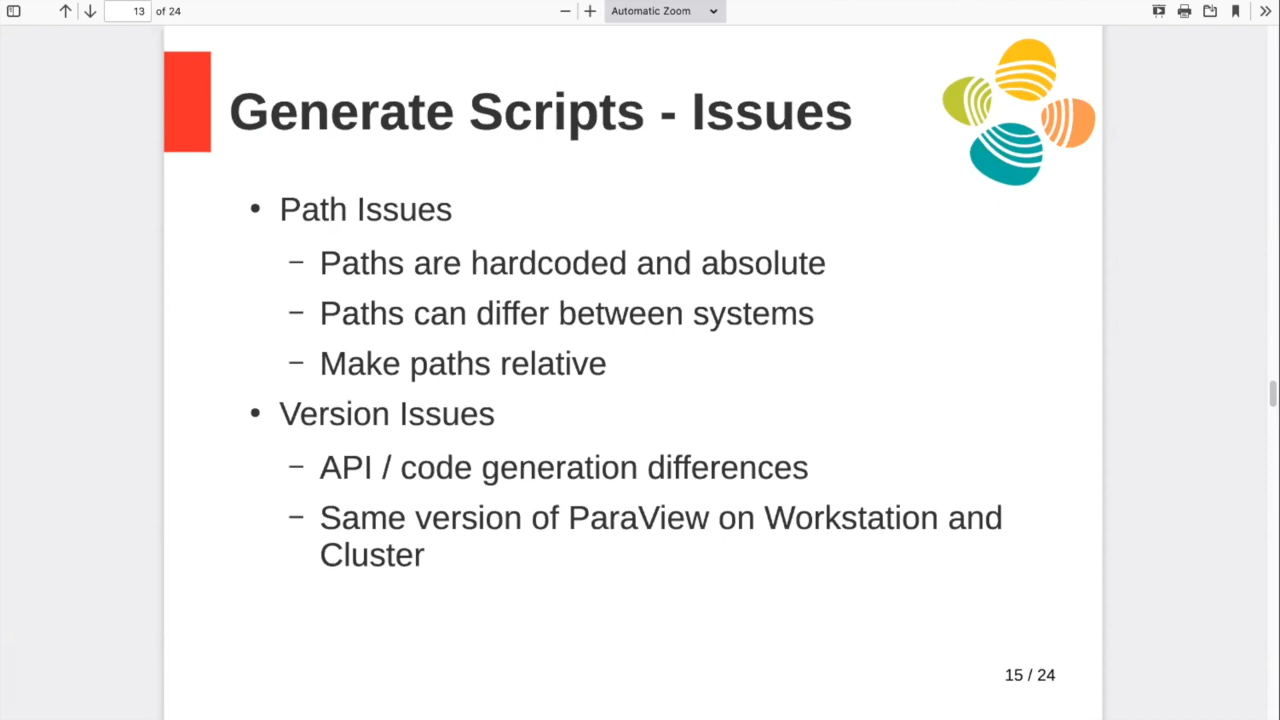 13 of 24
Automatic Zoom
Generate Scripts - Issues
• Path Issues
– Paths are hardcoded and absolute
– Paths can differ between systems
– Make paths relative
• Version Issues
– API / code generation differences
– Same version of ParaView on Workstation and
Cluster
15 / 24